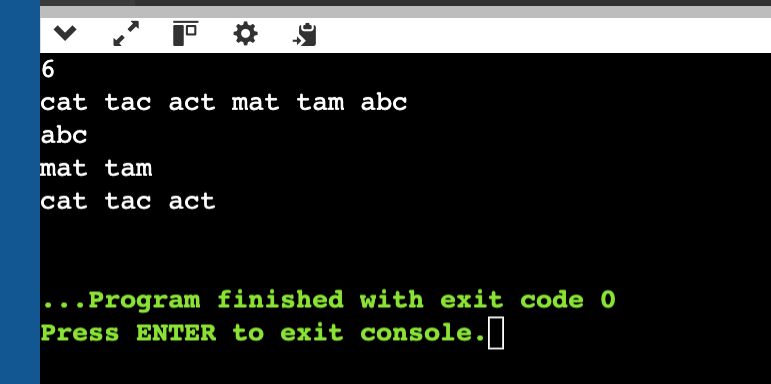 6
cat tac act mat tam abc
abc
mat tam
cat tac act
...Program finished with exit code 0
Press ENTER to exit console.